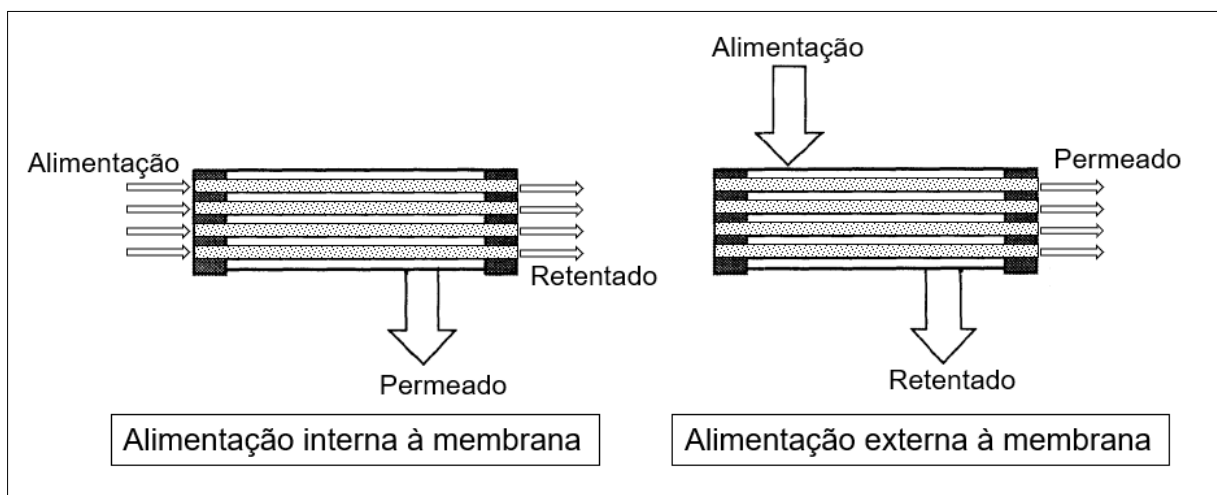 Alimentação
Retentado
Permeado
Alimentação interna à membrana
Alimentação
Permeado
Retentado
Alimentação externa à membrana